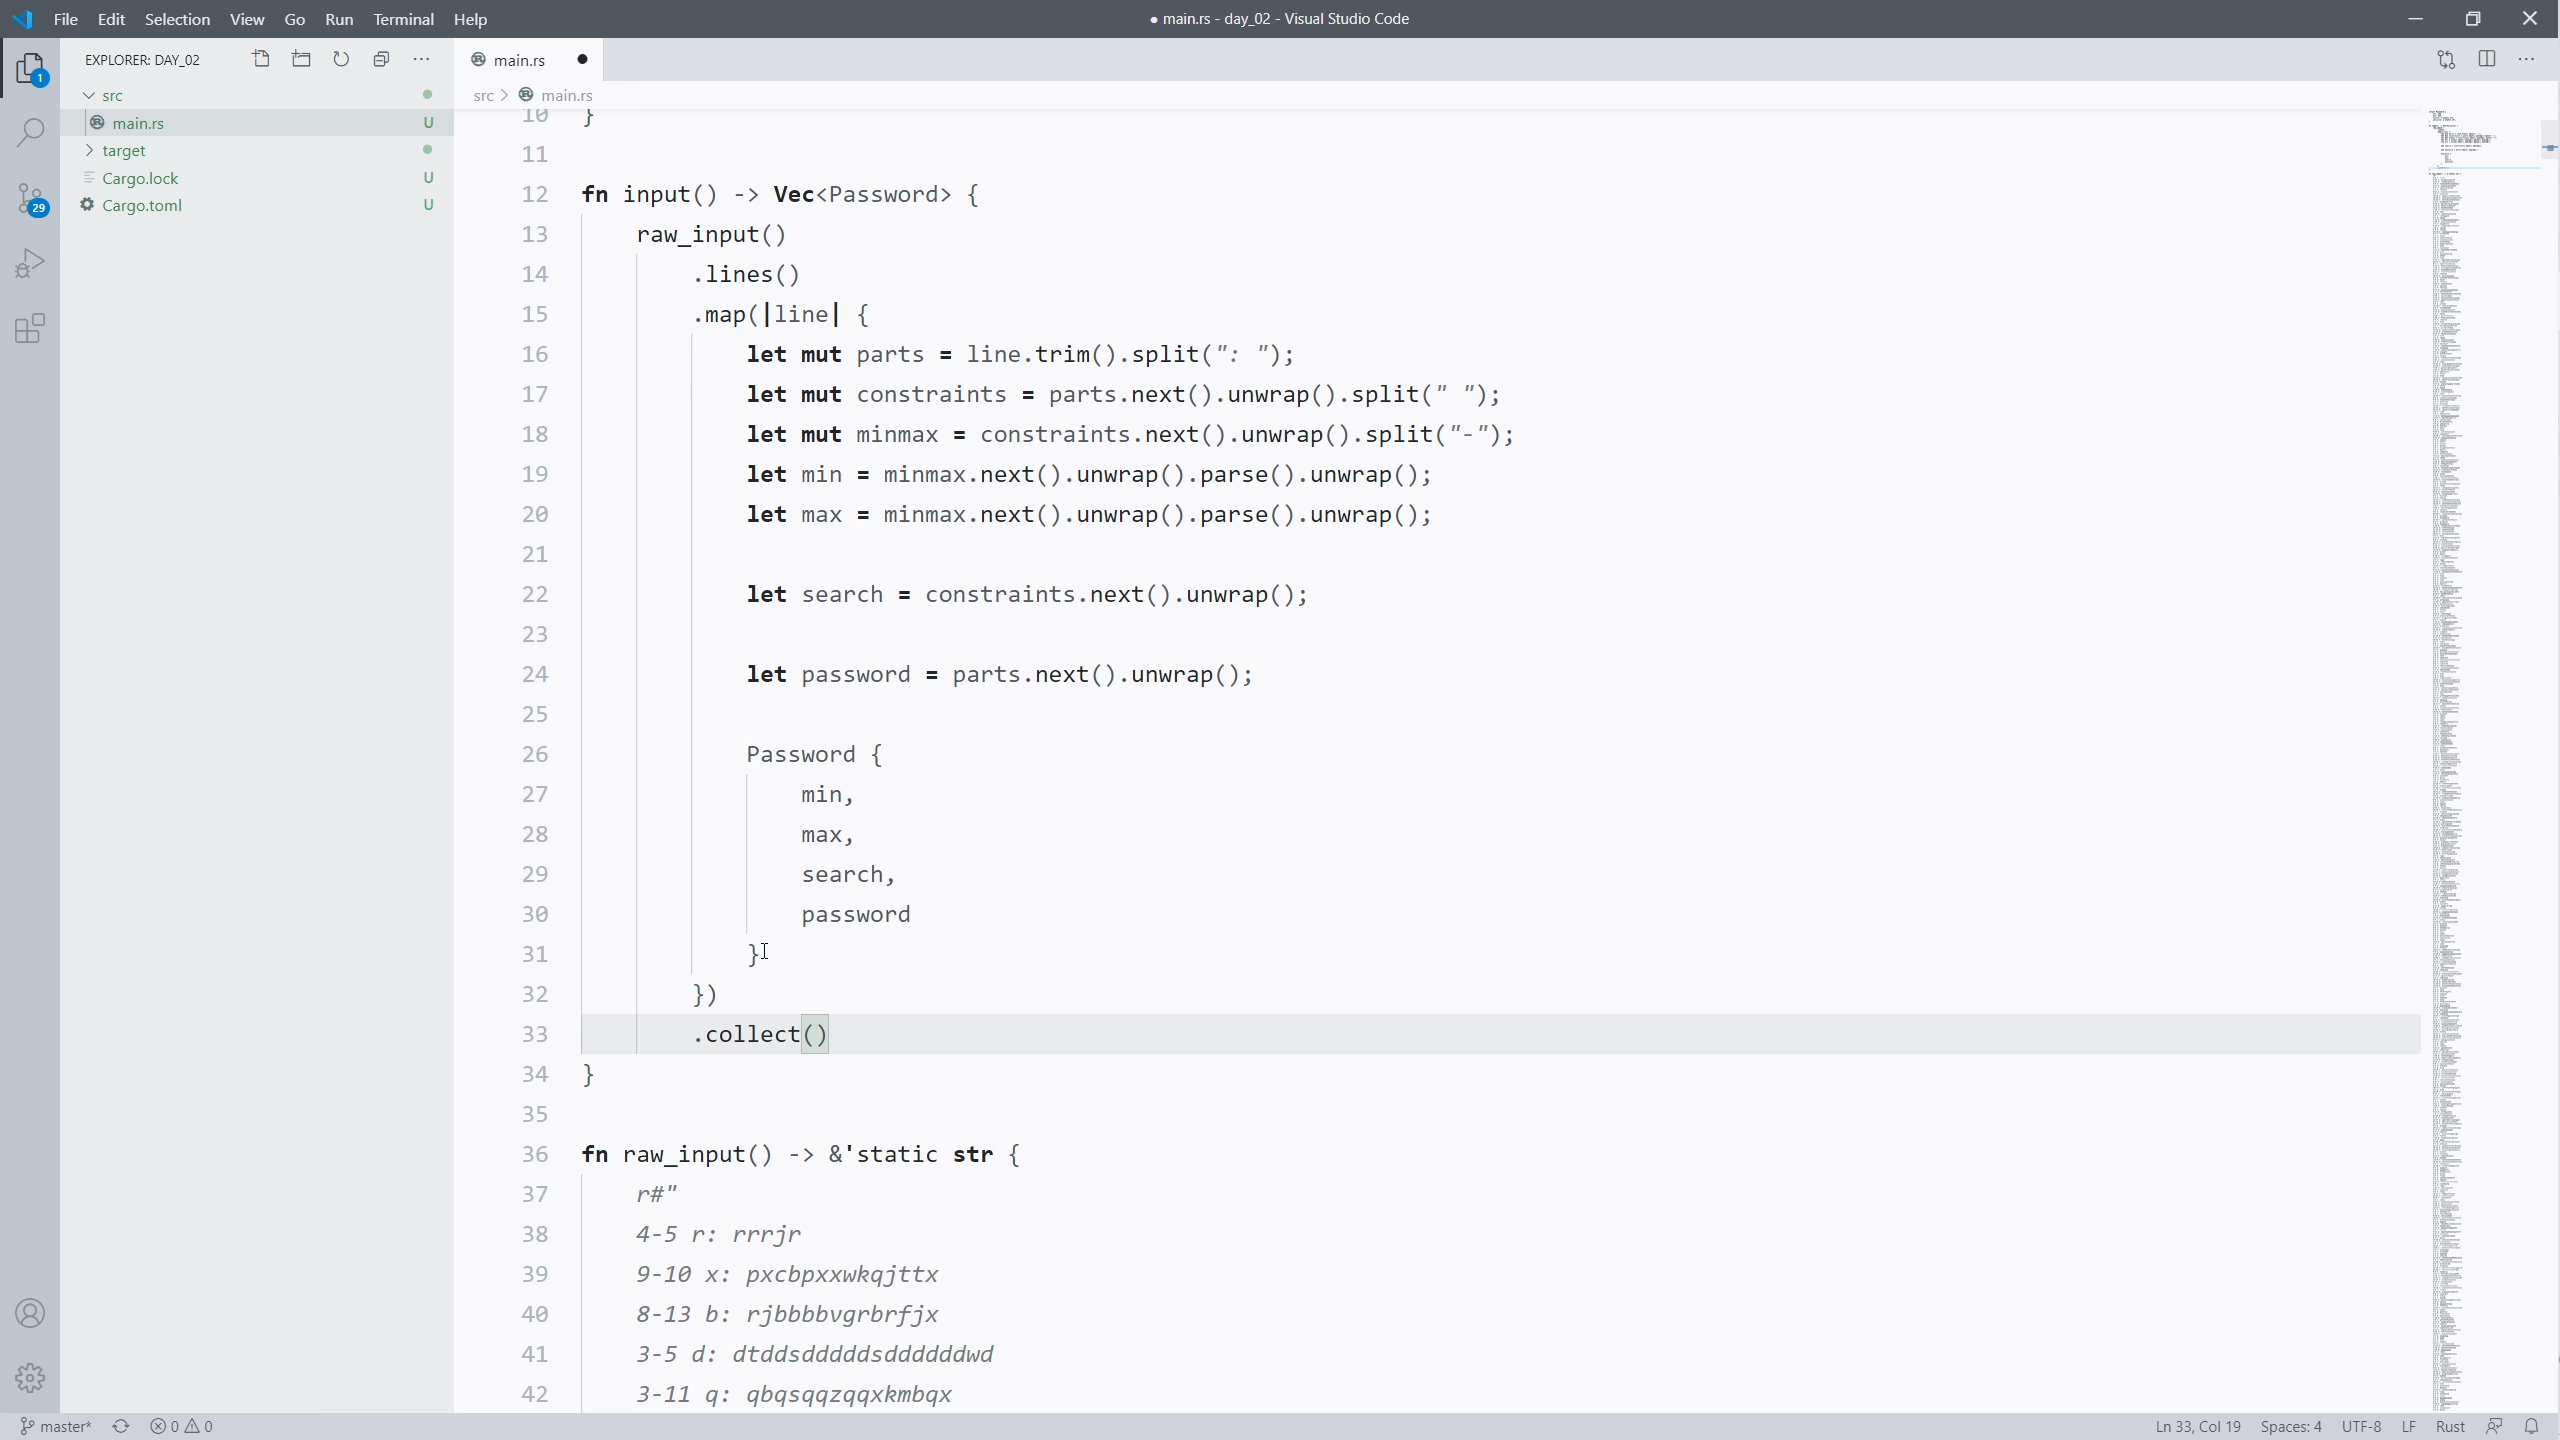 File Edit Selection View Go Run Terminal Help
● main.rs - day_02 - Visual Studio Code
EXPLORER: DAY_02
src
main.rs U
target
Cargo.lock U
Cargo.toml U
1
29
main.rs
src > main.rs
10 }
11
12 fn input() -> Vec<Password> {
13 raw_input()
14 .lines()
15 .map(|line| {
16 let mut parts = line.trim().split(": ");
17 let mut constraints = parts.next().unwrap().split(" ");
18 let mut minmax = constraints.next().unwrap().split("-");
19 let min = minmax.next().unwrap().parse().unwrap();
20 let max = minmax.next().unwrap().parse().unwrap();
21
22 let search = constraints.next().unwrap();
23
24 let password = parts.next().unwrap();
25
26 Password {
27 min,
28 max,
29 search,
30 password
31 }
32 })
33 .collect()
34 }
35
36 fn raw_input() -> &'static str {
37 r#"
38 4-5 r: rrrjr
39 9-10 x: pxcbpxxwkqjttx
40 8-13 b: rjbbbbvgrbrfjx
41 3-5 d: dtddsdddddsddddddwd
42 3-11 q: qbqsqqzqqxkmbqx
master* 0 0 Ln 33, Col 19 Spaces: 4 UTF-8 LF Rust